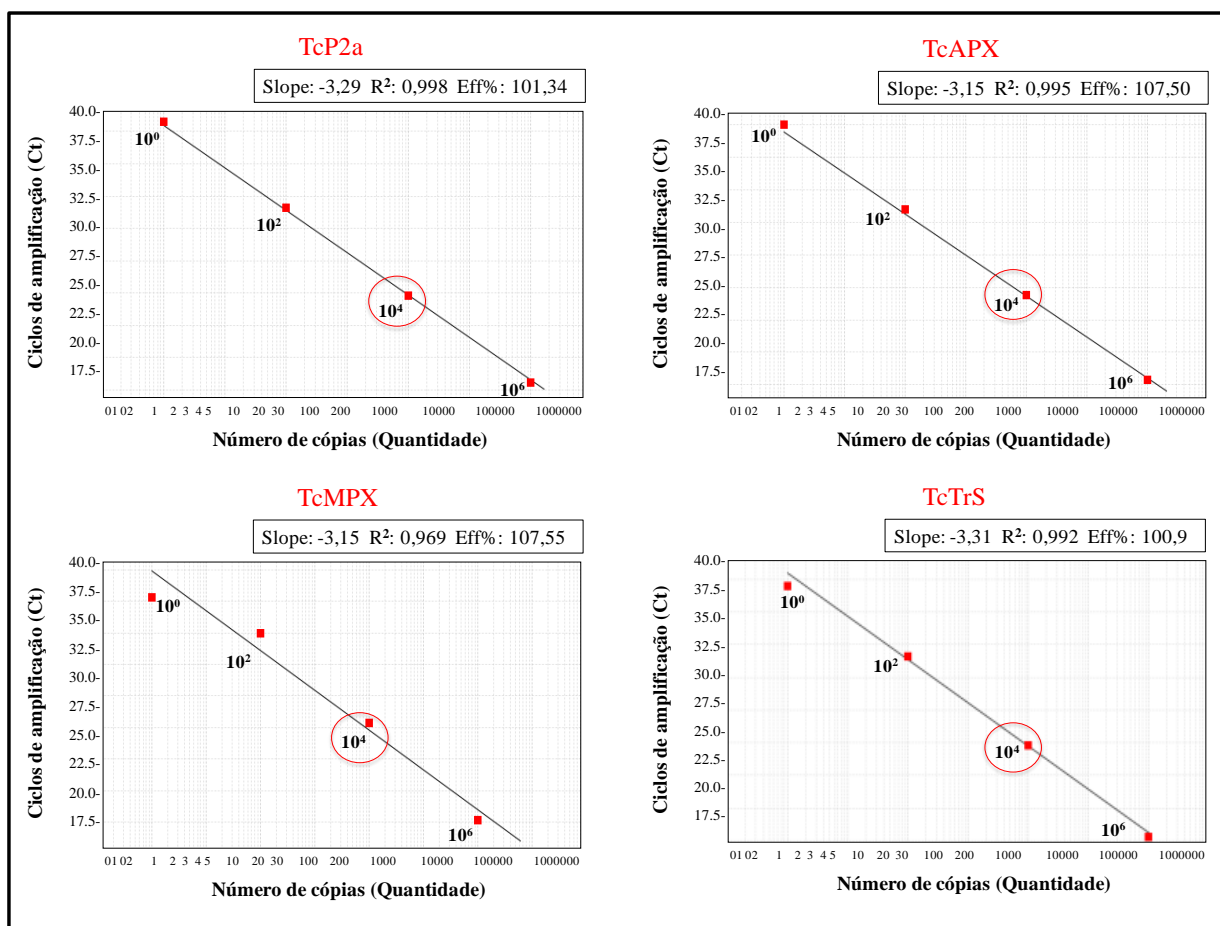 TcP2a
Slope: -3,29 R²: 0,998 Eff%: 101,34
Ciclos de amplificação (Ct)
40.0-
37.5-
35.0-
32.5-
30.0-
27.5-
25.0-
22.5-
20.0-
17.5-
10⁰
10²
10⁴
10⁶
01 02 1 2 3 4 5 10 20 30 100 200 1000 10000 100000 1000000
Número de cópias (Quantidade)
TcAPX
Slope: -3,15 R²: 0,995 Eff%: 107,50
Ciclos de amplificação (Ct)
40.0-
37.5-
35.0-
32.5-
30.0-
27.5-
25.0-
22.5-
20.0-
17.5-
10⁰
10²
10⁴
10⁶
01 02 1 2 3 4 5 10 20 30 100 200 1000 10000 100000 1000000
Número de cópias (Quantidade)
TcMPX
Slope: -3,15 R²: 0,969 Eff%: 107,55
Ciclos de amplificação (Ct)
40.0-
37.5-
35.0-
32.5-
30.0-
27.5-
25.0-
22.5-
20.0-
17.5-
10⁰
10²
10⁴
10⁶
01 02 1 2 3 4 5 10 20 30 100 200 1000 10000 100000 1000000
Número de cópias (Quantidade)
TcTrS
Slope: -3,31 R²: 0,992 Eff%: 100,9
Ciclos de amplificação (Ct)
40.0-
37.5-
35.0-
32.5-
30.0-
27.5-
25.0-
22.5-
20.0-
17.5-
10⁰
10²
10⁴
10⁶
01 02 1 2 3 4 5 10 20 30 100 200 1000 10000 100000 1000000
Número de cópias (Quantidade)